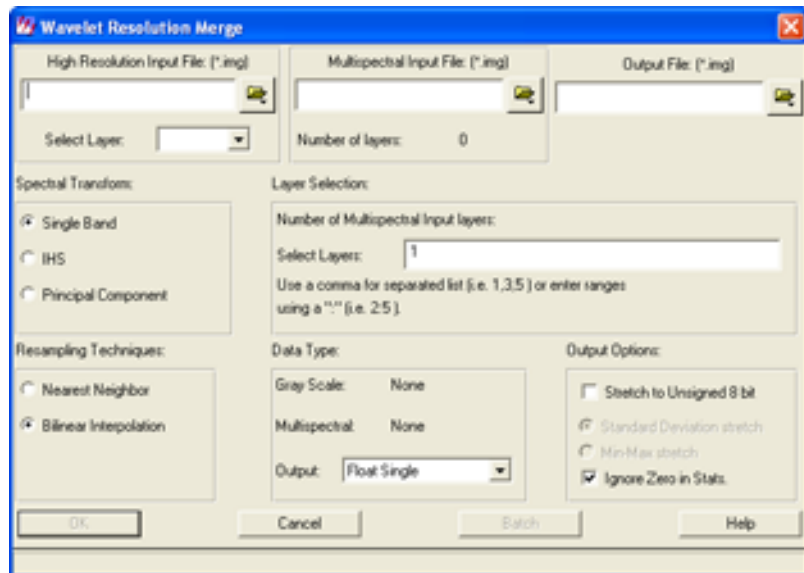 Wavelet Resolution Merge
High Resolution Input File: (*.img)
Multispectral Input File: (*.img)
Output File: (*.img)
Select Layer:
Number of layers: 0
Spectral Transform:
Layer Selection:
Single Band
IHS
Principal Component
Number of Multispectral Input layers:
Select Layers: 1
Use a comma for separated list (i.e. 1,3,5 ) or enter ranges
using a ":" (i.e. 2:5 ).
Resampling Techniques:
Data Type:
Output Options:
Nearest Neighbor
Bilinear Interpolation
Gray Scale: None
Multispectral: None
Output: Float Single
Stretch to Unsigned 8 bit
Standard Deviation stretch
Min-Max stretch
Ignore Zero in Stats.
OK
Cancel
Batch
Help